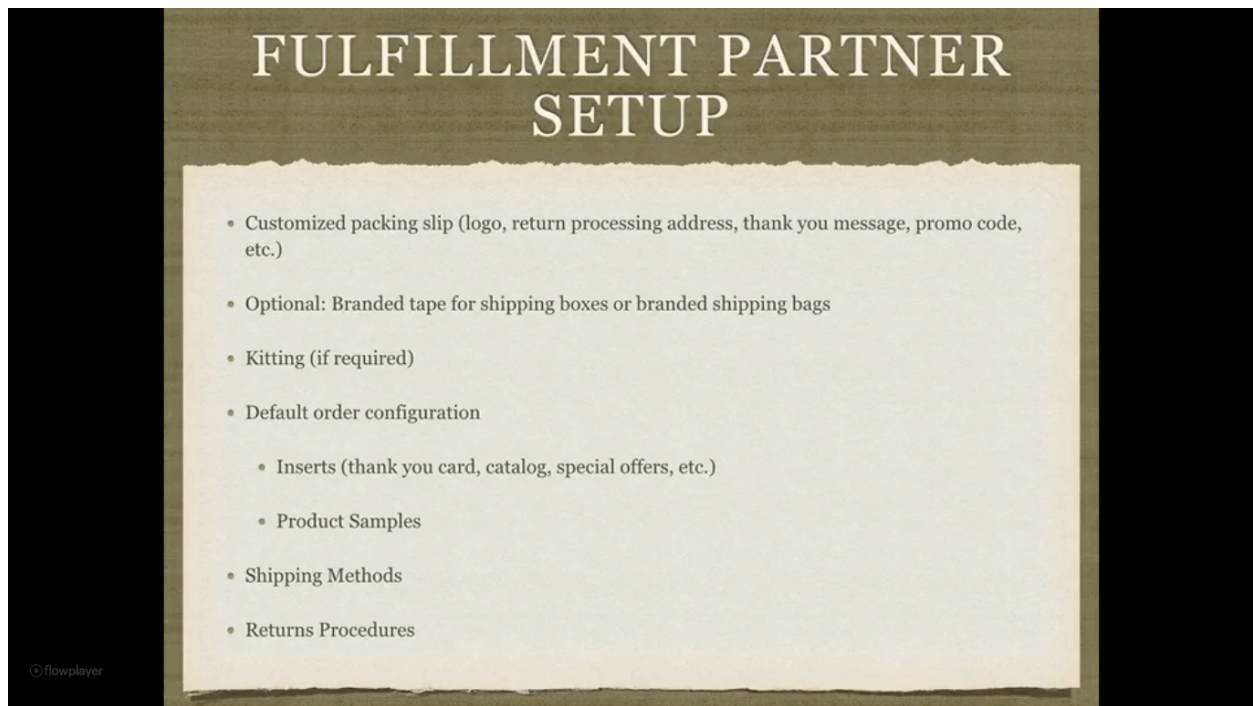 FULFILLMENT PARTNER
SETUP
• Customized packing slip (logo, return processing address, thank you message, promo code,
etc.)
• Optional: Branded tape for shipping boxes or branded shipping bags
• Kitting (if required)
• Default order configuration
• Inserts (thank you card, catalog, special offers, etc.)
• Product Samples
• Shipping Methods
• Returns Procedures
flowplayer